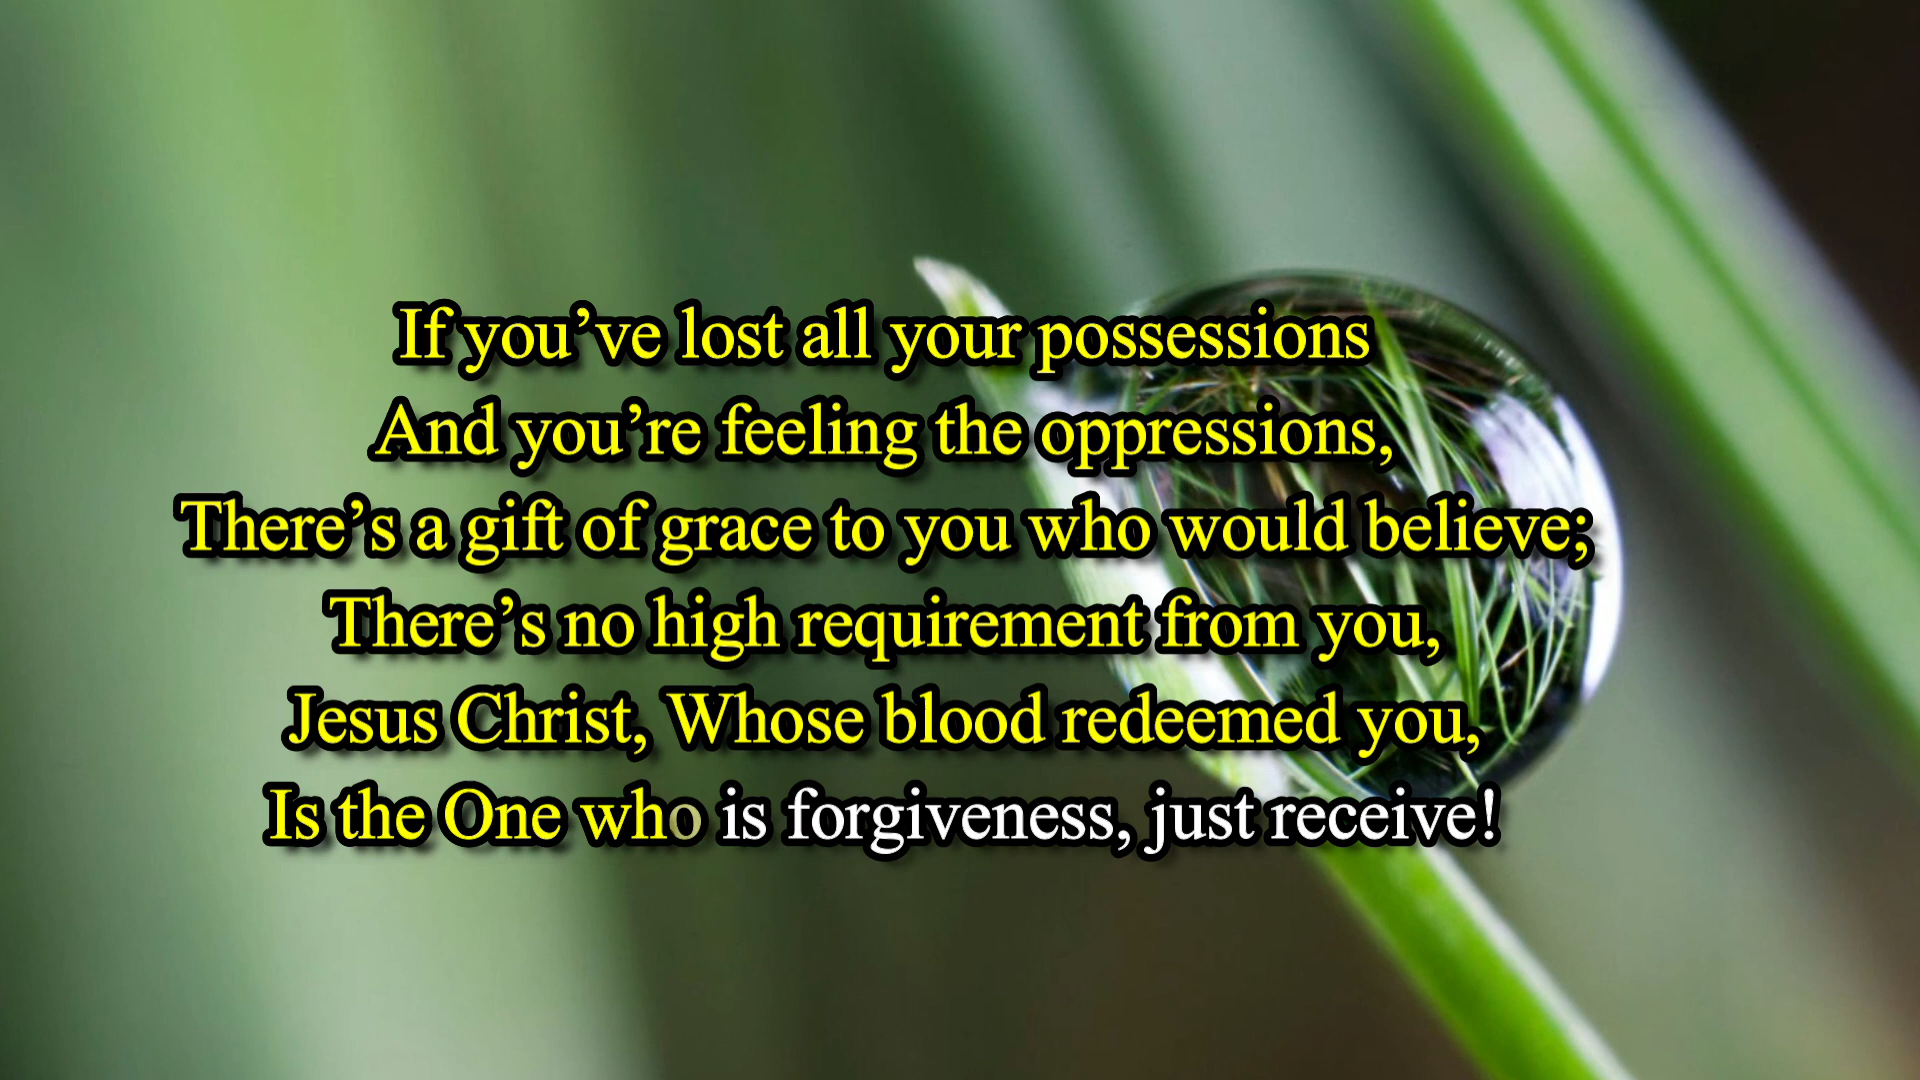 If you’ve lost all your possessions
And you’re feeling the oppressions,
There’s a gift of grace to you who would believe;
There’s no high requirement from you,
Jesus Christ, Whose blood redeemed you,
Is the One who is forgiveness, just receive!